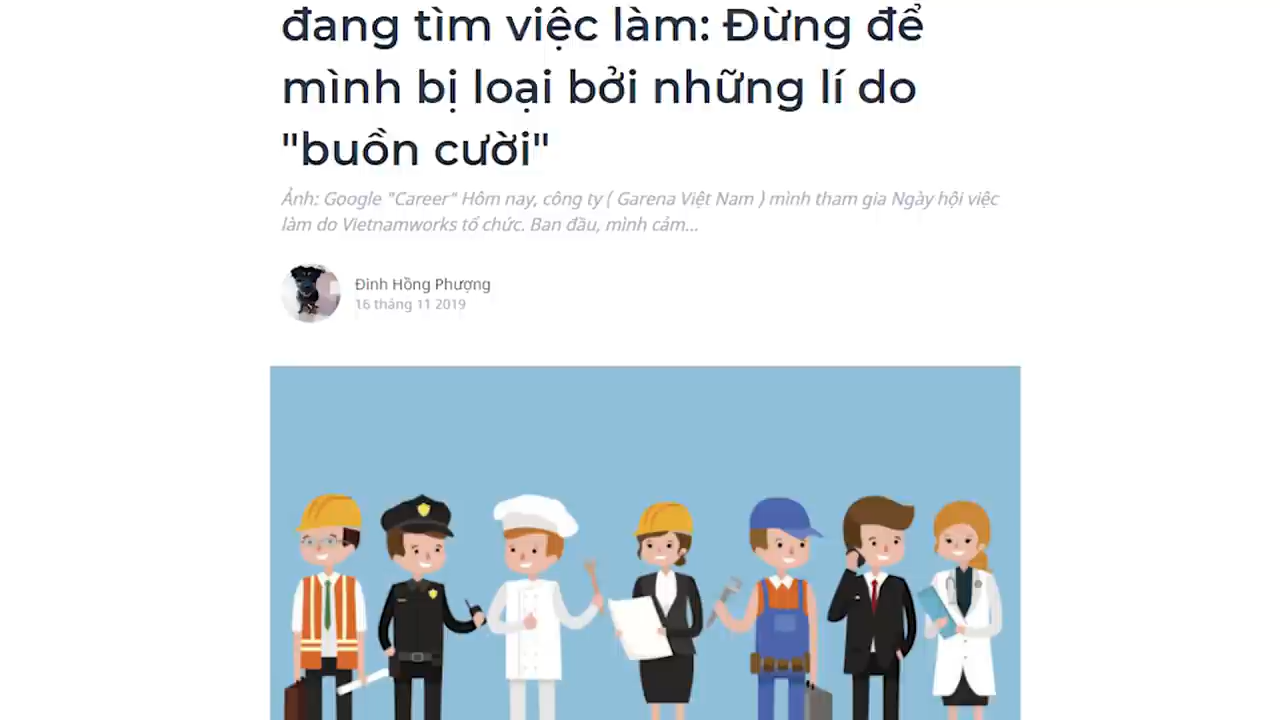 đang tìm việc làm: Đừng để
mình bị loại bởi những lí do
"buồn cười"
Ảnh: Google "Career" Hôm nay, công ty ( Garena Việt Nam ) mình tham gia Ngày hội việc
làm do Vietnamworks tổ chức. Ban đầu, mình cảm...
Đinh Hồng Phượng
16 tháng 11 2019